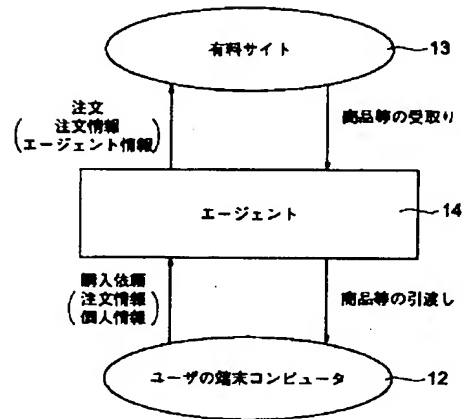 有料サイト
13
注文
注文情報
エージェント情報
商品等の受取り
エージェント
14
購入依頼
注文情報
個人情報
商品等の引渡し
ユーザの端末コンピュータ
12